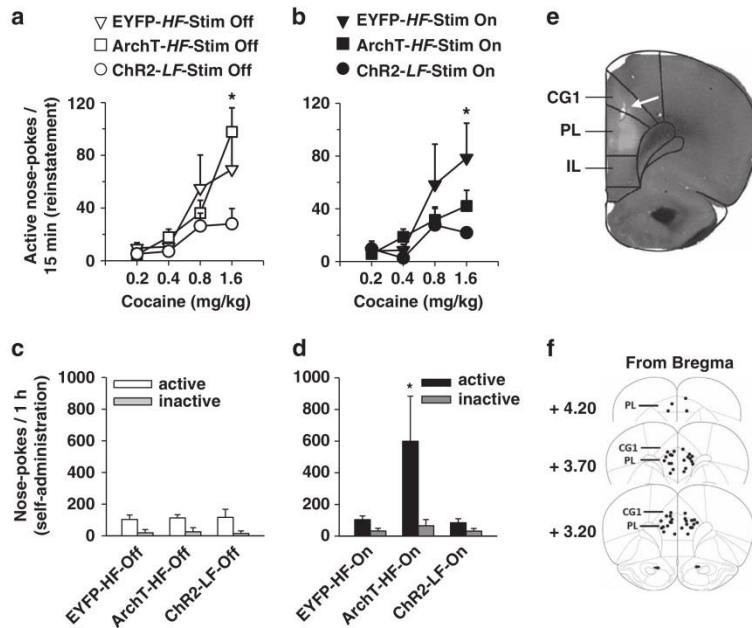 a
EYFP-HF-Stim Off
ArchT-HF-Stim Off
ChR2-LF-Stim Off
Active nose-pokes /
15 min (reinstatement)
120
80
40
0
*
0.2 0.4 0.8 1.6
Cocaine (mg/kg)
b
EYFP-HF-Stim On
ArchT-HF-Stim On
ChR2-LF-Stim On
120
80
40
0
*
0.2 0.4 0.8 1.6
Cocaine (mg/kg)
e
CG1
PL
IL
c
Nose-pokes / 1 h
(self-administration)
1000
800
600
400
200
0
active
inactive
EYFP-HF-Off
ArchT-HF-Off
ChR2-LF-Off
d
1000
800
600
400
200
0
*
active
inactive
EYFP-HF-On
ArchT-HF-On
ChR2-LF-On
f
From Bregma
+ 4.20
PL
+ 3.70
CG1
PL
+ 3.20
CG1
PL